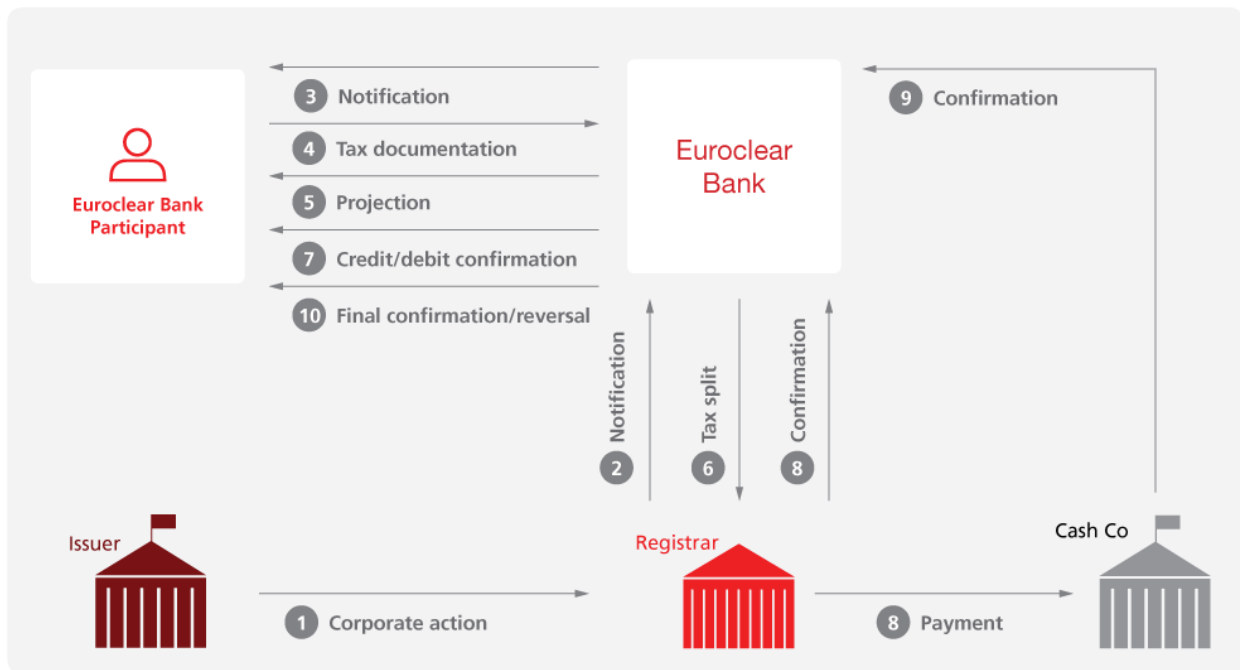 3 Notification
4 Tax documentation
5 Projection
7 Credit/debit confirmation
10 Final confirmation/reversal
Euroclear Bank
Participant
Euroclear
Bank
9 Confirmation
2 Notification
6 Tax split
8 Confirmation
Issuer
Registrar
Cash Co
1 Corporate action
8 Payment